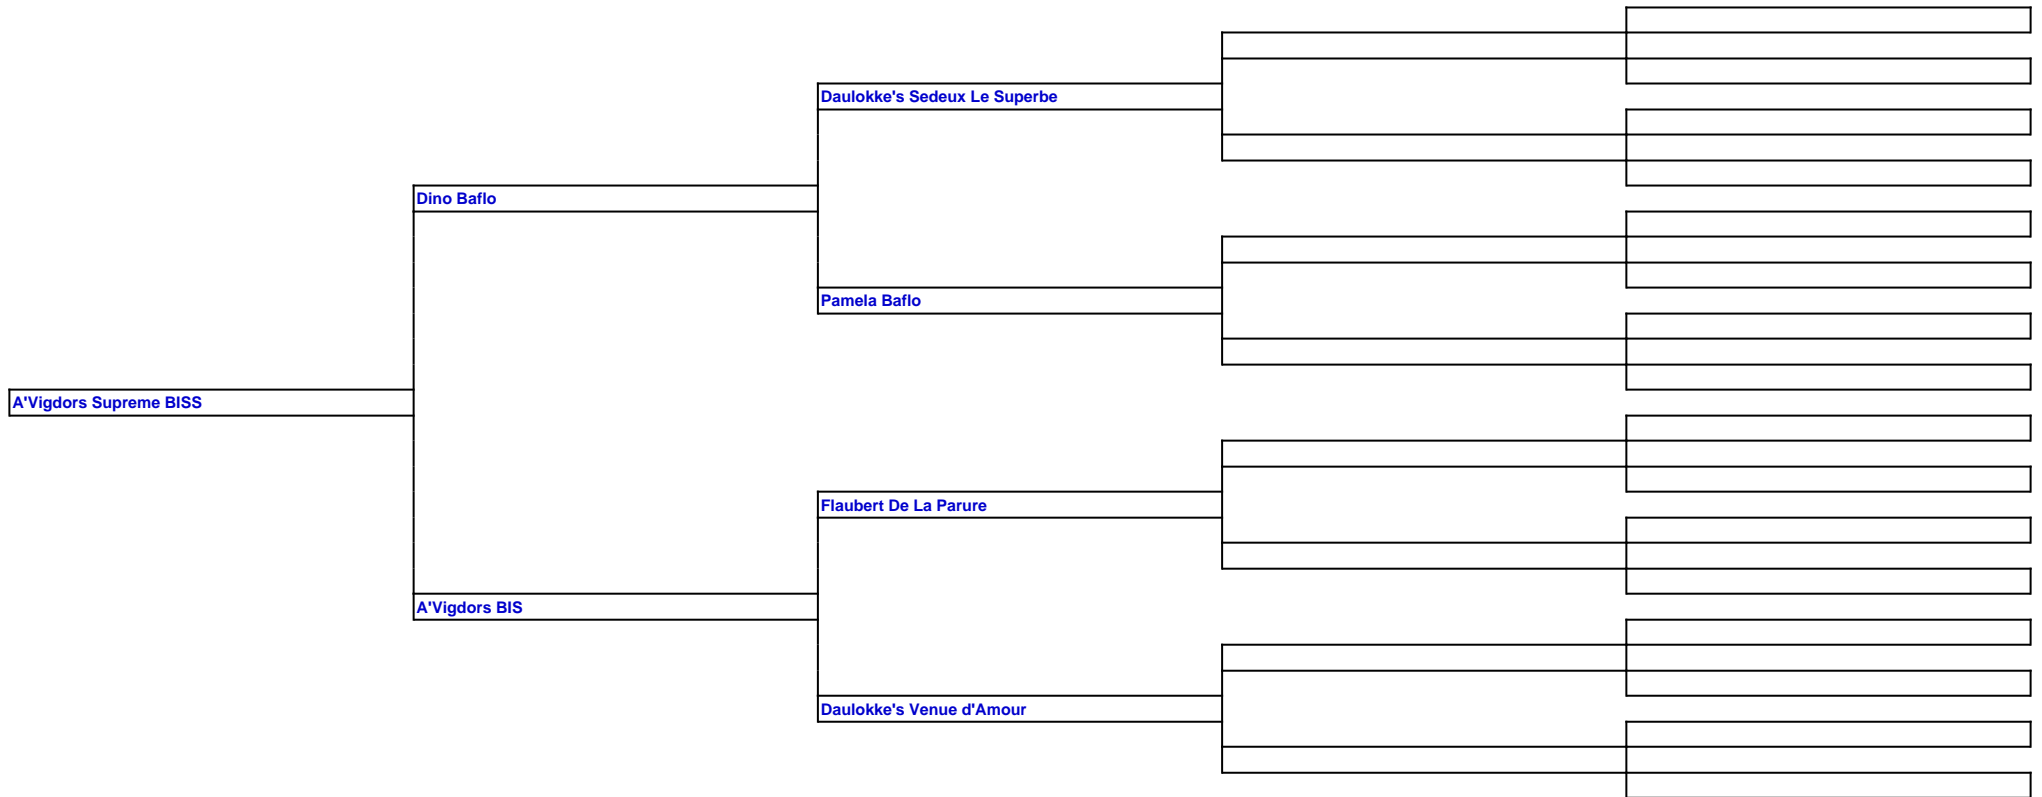 Daulokke's Sedeux Le Superbe
Dino Baflo
Pamela Baflo
A'Vigdors Supreme BISS
Flaubert De La Parure
A'Vigdors BIS
Daulokke's Venue d'Amour